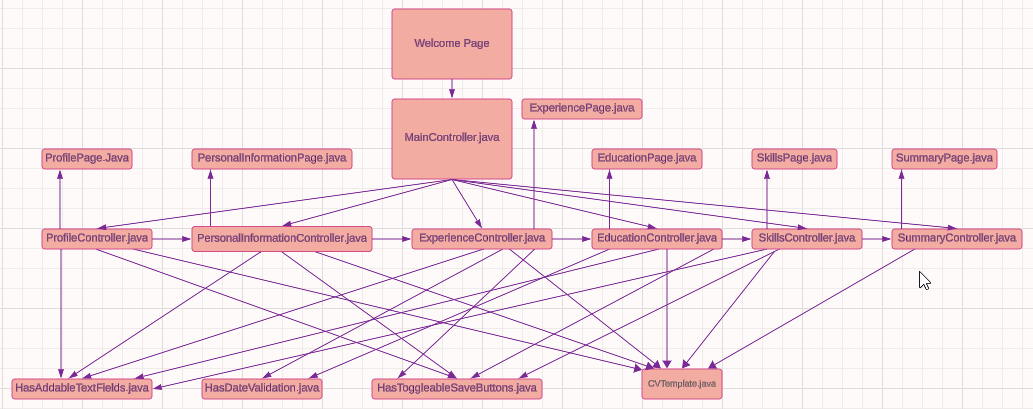 Welcome Page
ExperiencePage.java
MainController.java
ProfilePage.Java
PersonalInformationPage.java
EducationPage.java
SkillsPage.java
SummaryPage.java
ProfileController.java
PersonalInformationController.java
ExperienceController.java
EducationController.java
SkillsController.java
SummaryController.java
HasAddableTextFields.java
HasDateValidation.java
HasToggleableSaveButtons.java
CVTemplate.java